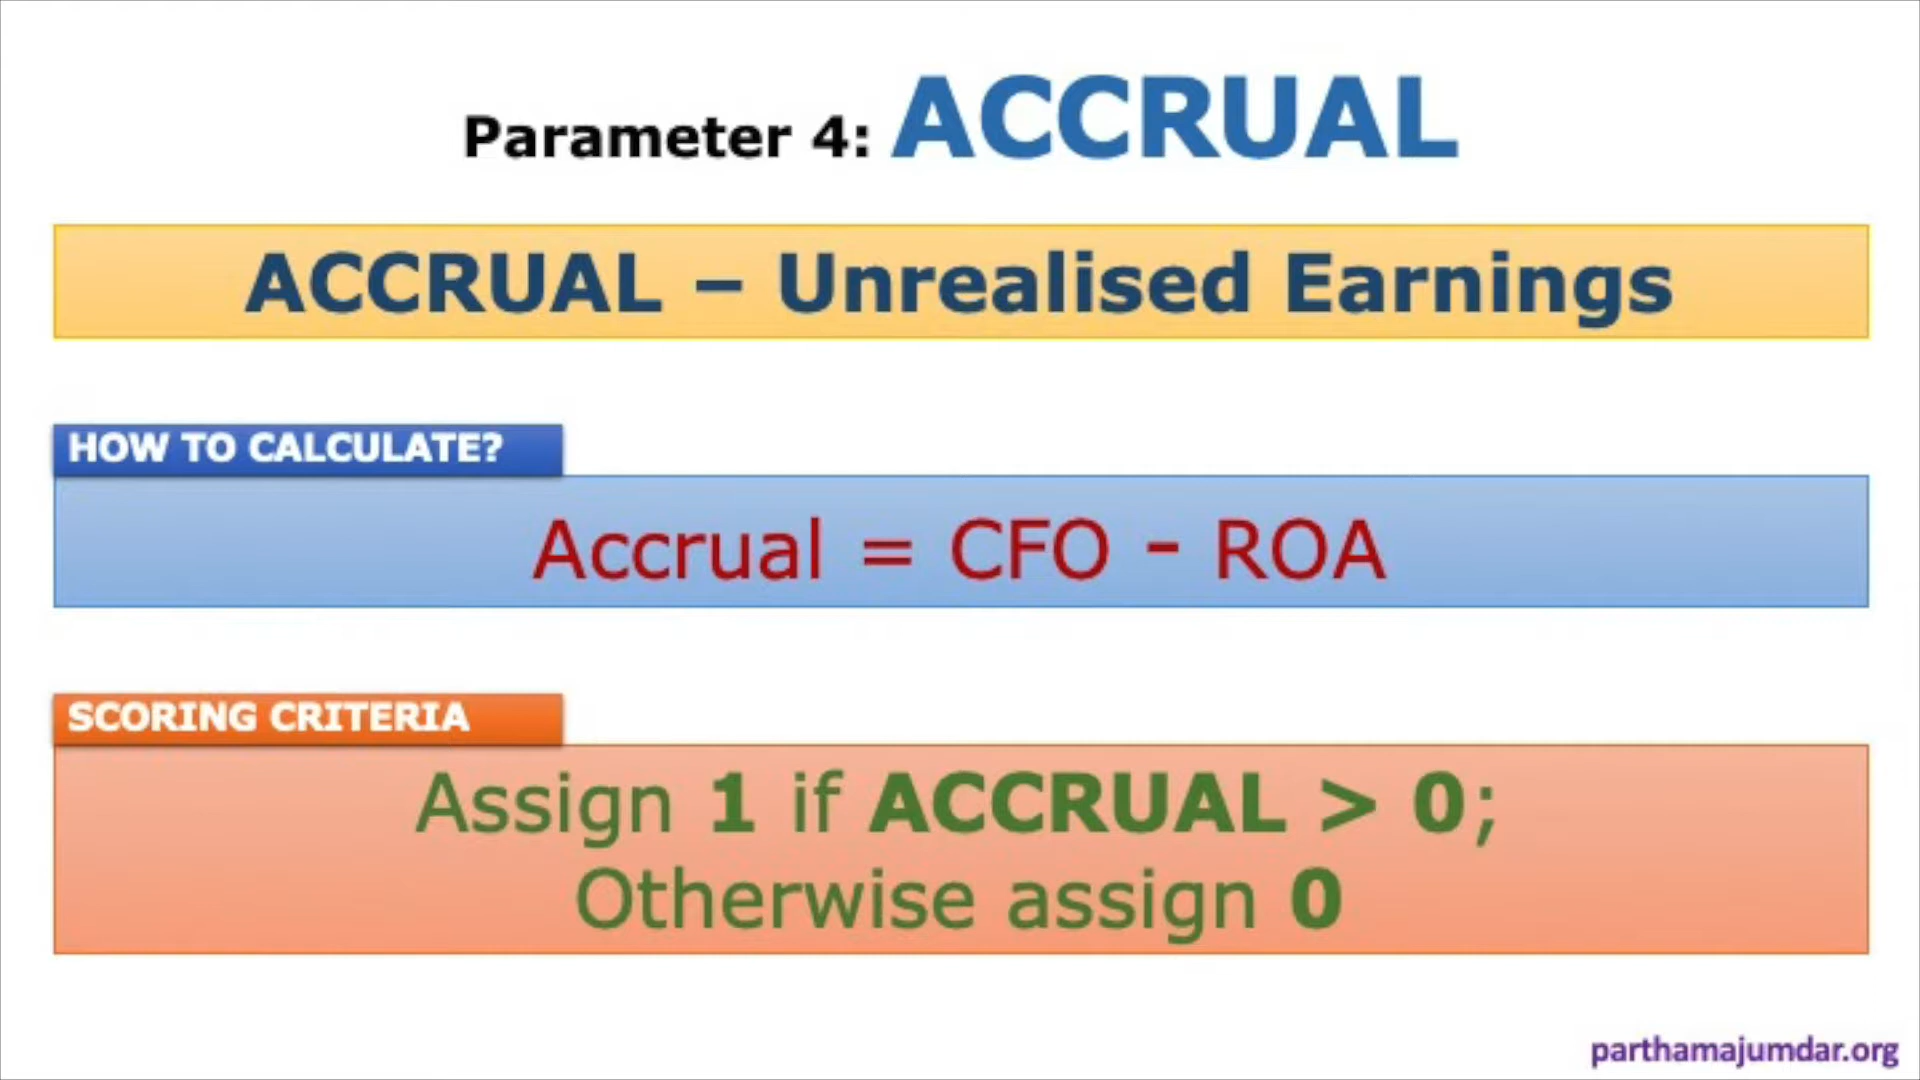 Parameter 4: ACCRUAL
ACCRUAL – Unrealised Earnings
HOW TO CALCULATE?
Accrual = CFO - ROA
SCORING CRITERIA
Assign 1 if ACCRUAL > 0;
Otherwise assign 0
parthamajumdar.org